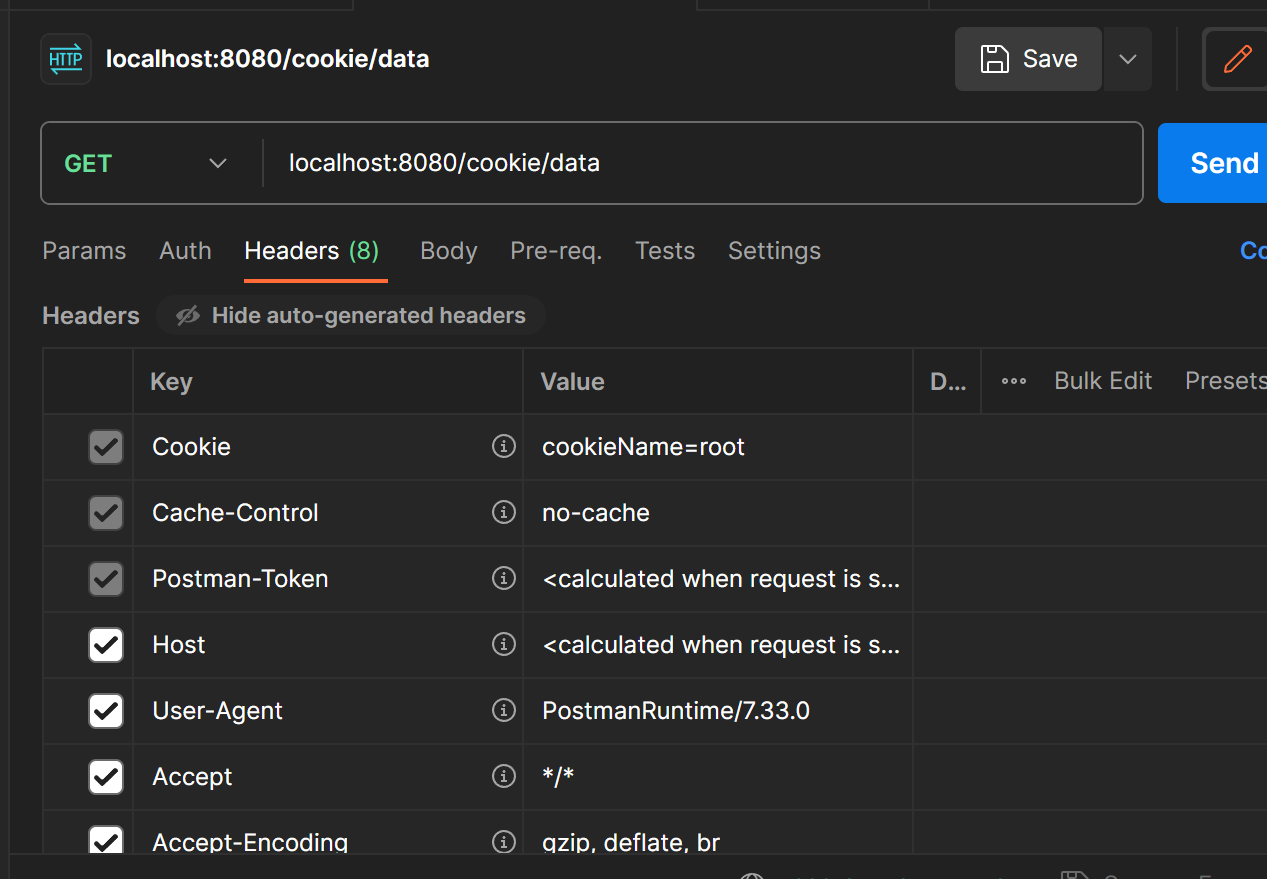 HTTP localhost:8080/cookie/data Save
GET localhost:8080/cookie/data Send
Params Auth Headers (8) Body Pre-req. Tests Settings
Headers Hide auto-generated headers
Key Value D... Bulk Edit Presets
Cookie cookieName=root
Cache-Control no-cache
Postman-Token <calculated when request is s...
Host <calculated when request is s...
User-Agent PostmanRuntime/7.33.0
Accept */*
Accept-Encoding gzip, deflate, br